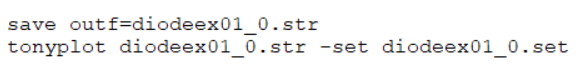 save outf=diodeex01_0.str
tonyplot diodeex01_0.str -set diodeex01_0.set